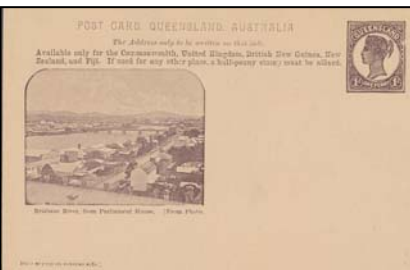 POST CARD. QUEENSLAND, AUSTRALIA
The Address only to be written on this side.
Available only for the Commonwealth, United Kingdom, British New Guinea, New
Zealand, and Fiji. If used for any other place, a half-penny stamp must be affixed.
QUEENSLAND
ONE PENNY
Brisbane River, from Parliament House. [From Photo.